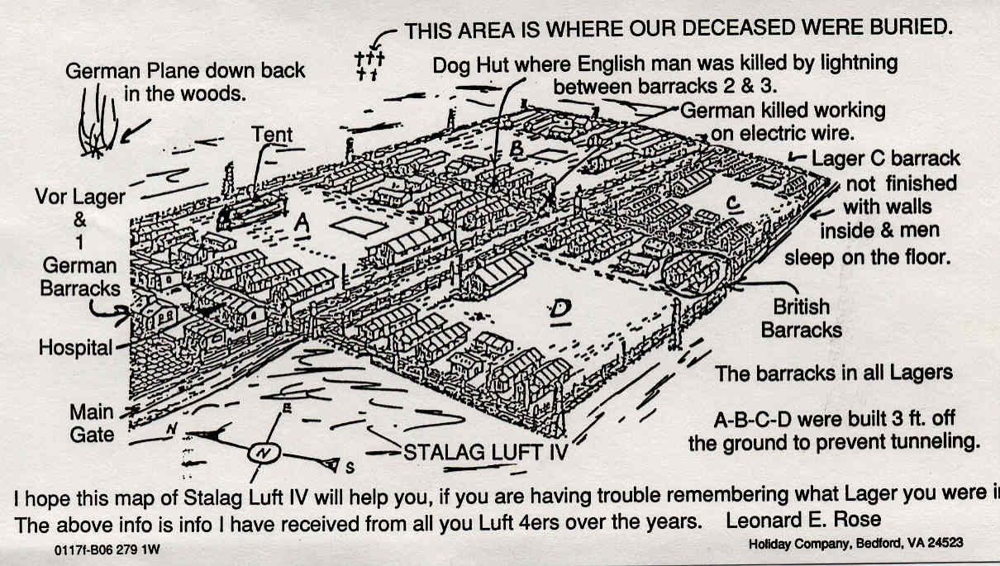 THIS AREA IS WHERE OUR DECEASED WERE BURIED.
German Plane down back
in the woods.
Dog Hut where English man was killed by lightning
between barracks 2 & 3.
German killed working
on electric wire.
Tent
Lager C barrack
not finished
with walls
inside & men
sleep on the floor.
Vor Lager
&
1
German
Barracks
Hospital
Main
Gate
A
B
C
D
British
Barracks
The barracks in all Lagers
A-B-C-D were built 3 ft. off
the ground to prevent tunneling.
N
E
N
S
STALAG LUFT IV
I hope this map of Stalag Luft IV will help you, if you are having trouble remembering what Lager you were i
The above info is info I have received from all you Luft 4ers over the years. Leonard E. Rose
0117f-B06 279 1W
Holiday Company, Bedford, VA 24523